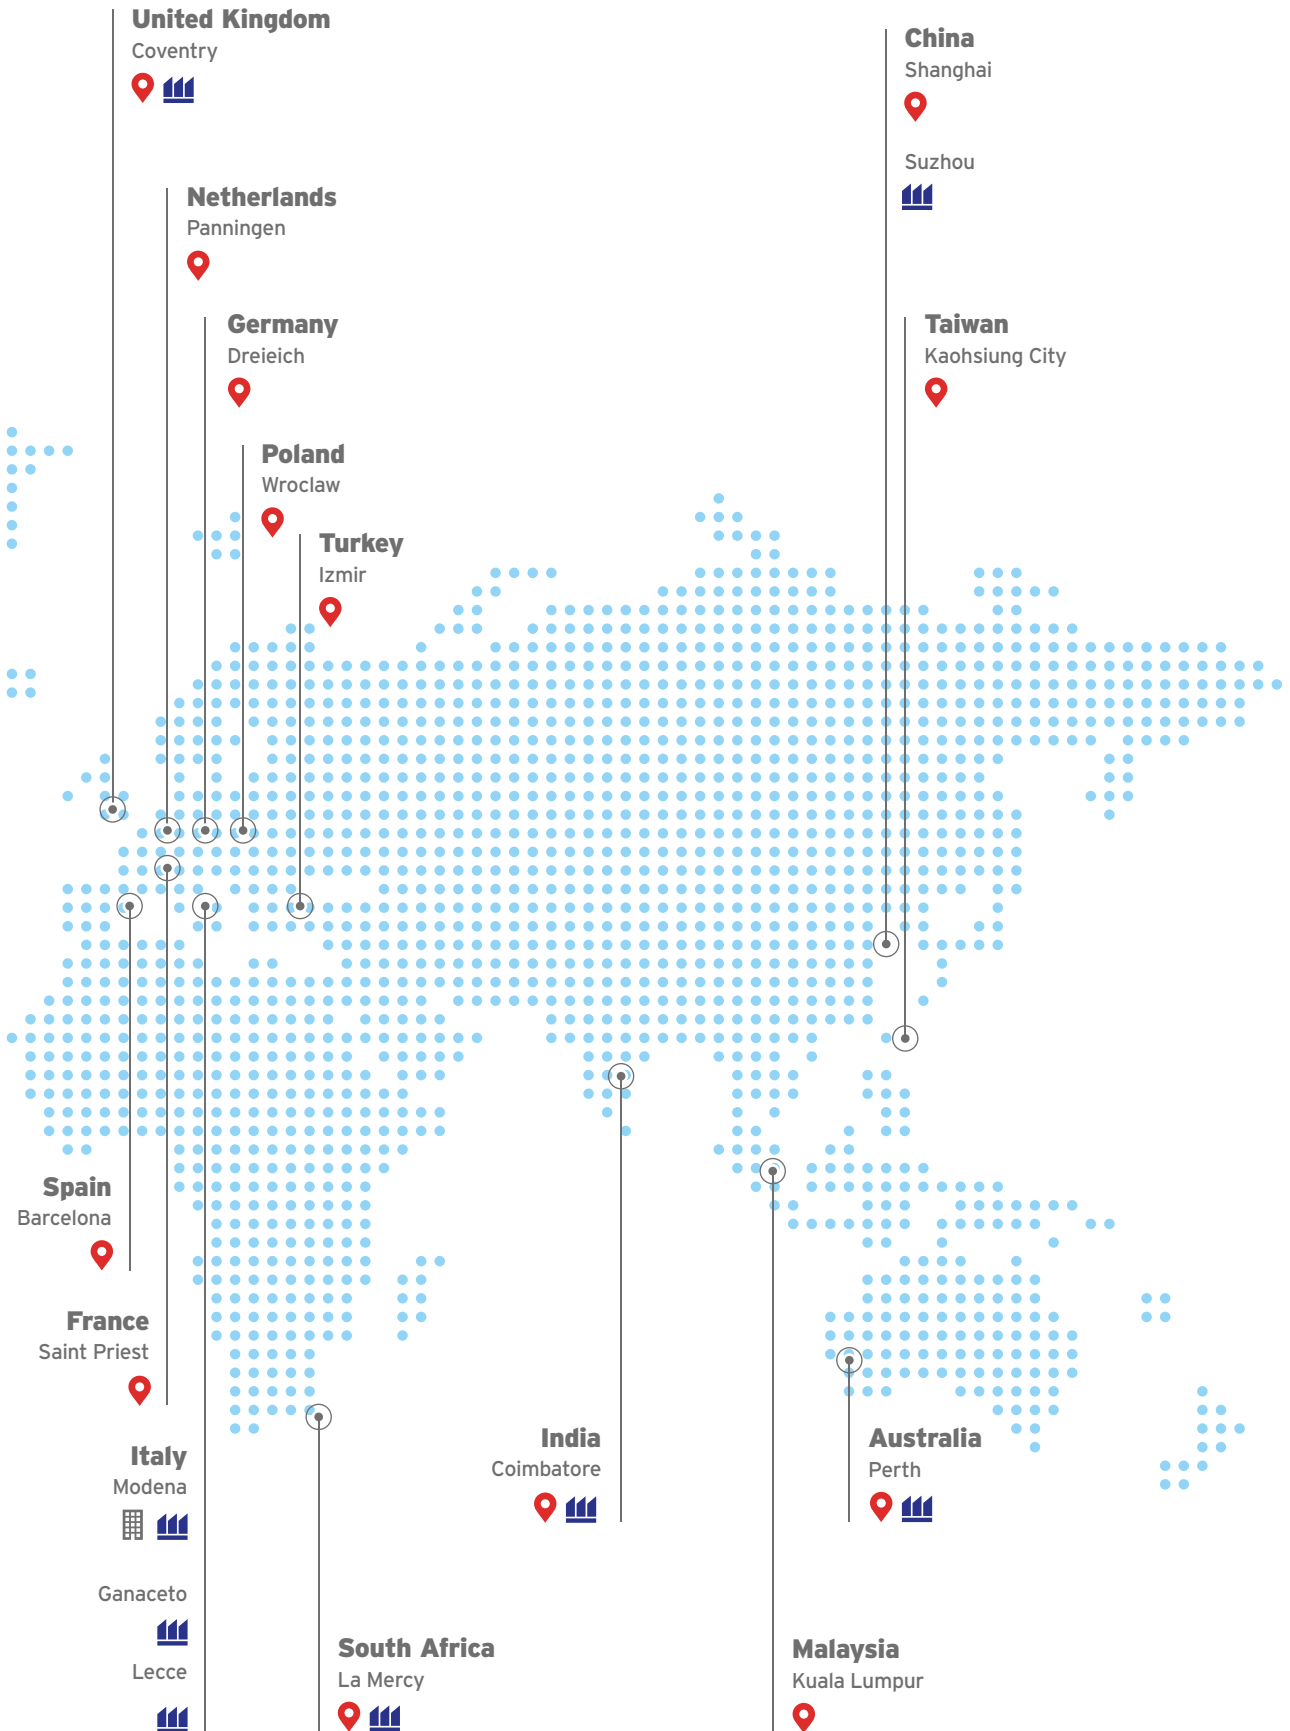 United Kingdom
Coventry
China
Shanghai
Suzhou
Netherlands
Panningen
Germany
Dreieich
Taiwan
Kaohsiung City
Poland
Wroclaw
Turkey
Izmir
Spain
Barcelona
France
Saint Priest
Italy
Modena
Ganaceto
Lecce
India
Coimbatore
Australia
Perth
South Africa
La Mercy
Malaysia
Kuala Lumpur